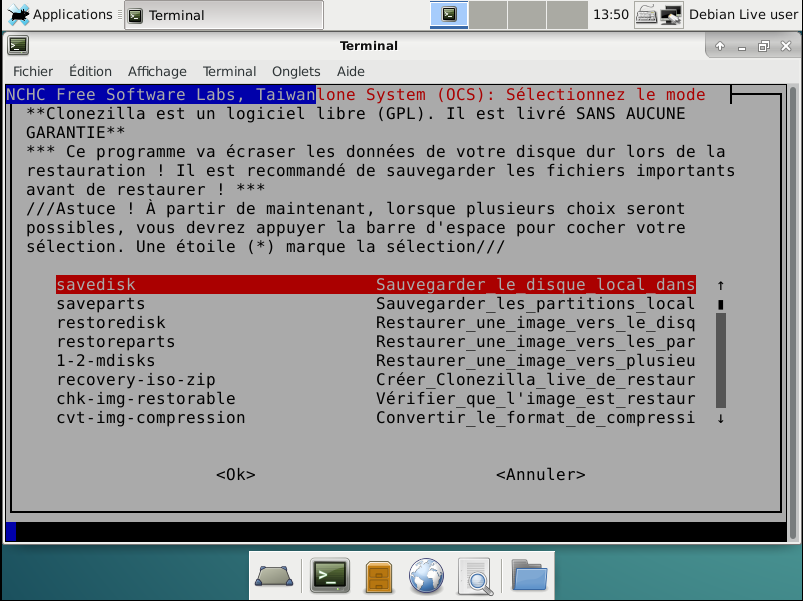 Applications Terminal 13:50 Debian Live user
Terminal
Fichier Édition Affichage Terminal Onglets Aide
NCHC Free Software Labs, Taiwanlone System (OCS): Sélectionnez le mode
**Clonezilla est un logiciel libre (GPL). Il est livré SANS AUCUNE
GARANTIE**
*** Ce programme va écraser les données de votre disque dur lors de la
restauration ! Il est recommandé de sauvegarder les fichiers importants
avant de restaurer ! ***
///Astuce ! À partir de maintenant, lorsque plusieurs choix seront
possibles, vous devrez appuyer la barre d'espace pour cocher votre
sélection. Une étoile (*) marque la sélection///
savedisk Sauvegarder_le_disque_local_dans
saveparts Sauvegarder_les_partitions_local
restoredisk Restaurer_une_image_vers_le_disq
restoreparts Restaurer_une_image_vers_les_par
1-2-mdisks Restaurer_une_image_vers_plusieu
recovery-iso-zip Créer_Clonezilla_live_de_restaur
chk-img-restorable Vérifier_que_l'image_est_restaur
cvt-img-compression Convertir_le_format_de_compressi
<Ok> <Annuler>